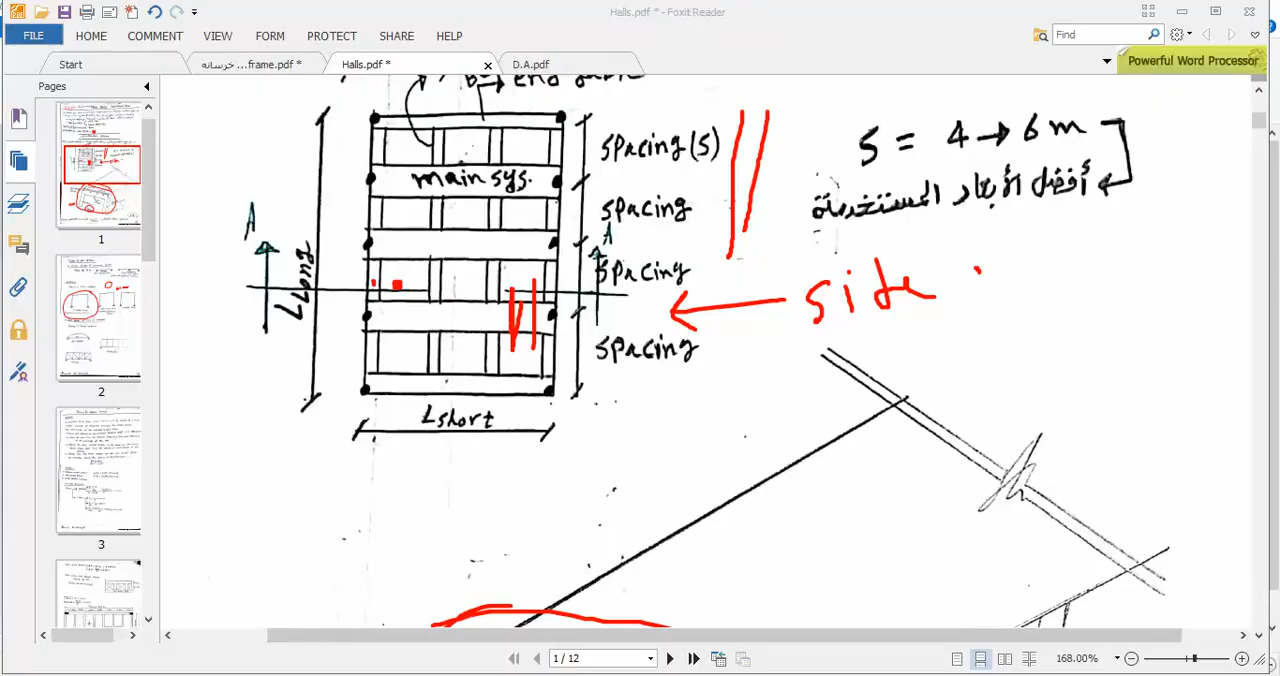 Halls.pdf * - Foxit Reader
FILE
HOME
COMMENT
VIEW
FORM
PROTECT
SHARE
HELP
Find
Start
خرسانه ..frame.pdf *
Halls.pdf *
D.A.pdf
Powerful Word Processor
Pages
1
2
3
Spacing (S)
main sys.
spacing
A
A
spacing
L Long
spacing
L short
S = 4 → 6 m
أفضل الأبعاد المستخدمة
side
1 / 12
168.00%